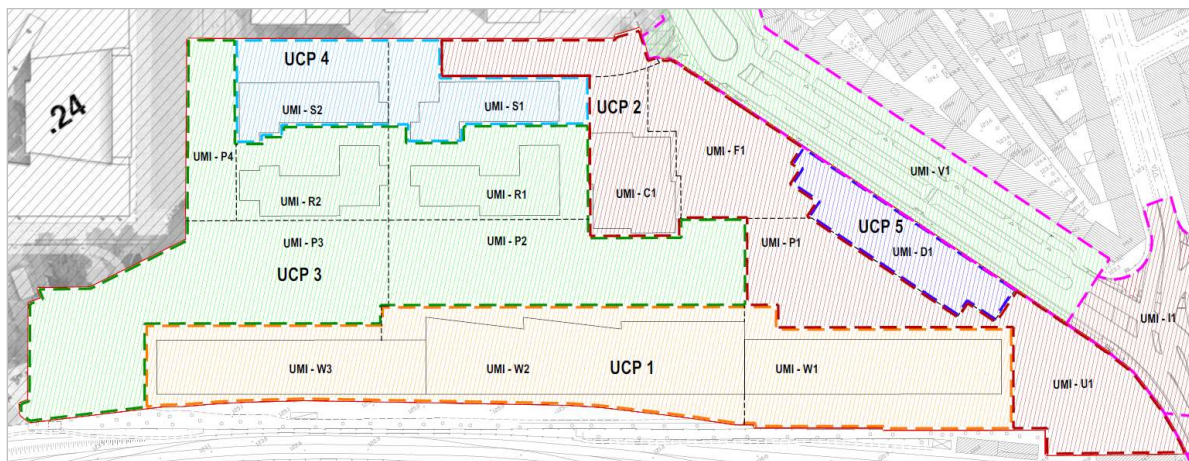 UCP 4
.24
UMI - S2
UMI - S1
UCP 2
UMI - P4
UMI - F1
UMI - V1
UMI - R2
UMI - R1
UMI - C1
UCP 5
UMI - P3
UMI - P2
UMI - P1
UMI - D1
UCP 3
UMI - I1
UMI - W3
UMI - W2
UCP 1
UMI - W1
UMI - U1